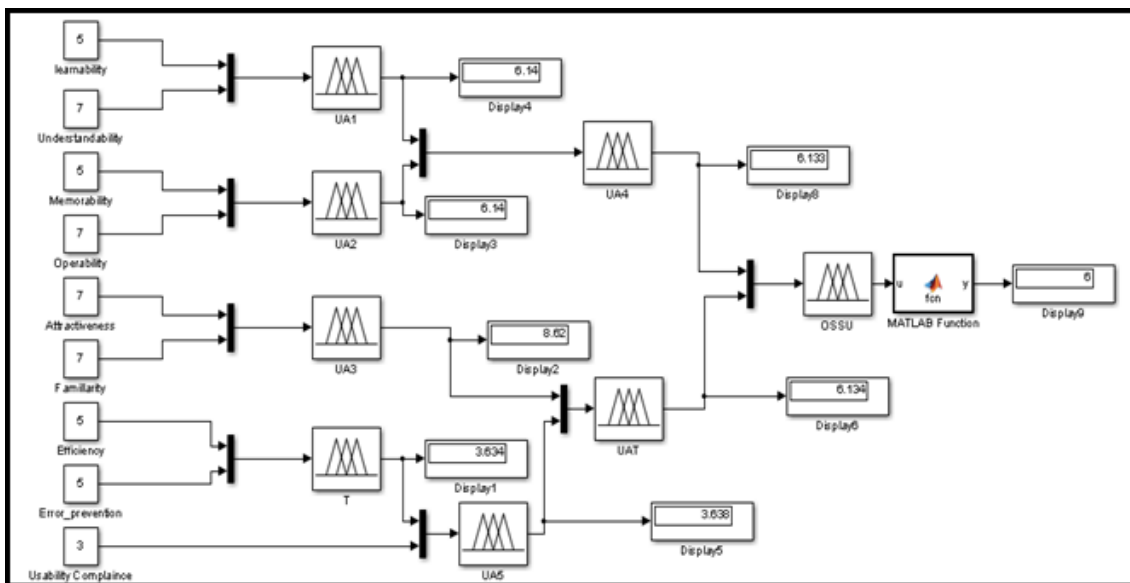 5
learnability
7
Understandability
5
Memorability
7
Operability
7
Attractiveness
7
Familiarity
5
Efficiency
5
Error_prevention
3
Usability Complaince
UA1
6.14
Display4
UA2
6.14
Display3
UA4
6.133
Display8
UA3
8.62
Display2
T
3.634
Display1
UA5
3.638
Display5
UAT
6.134
Display6
OSSU
u
fcn
y
MATLAB Function
6
Display9